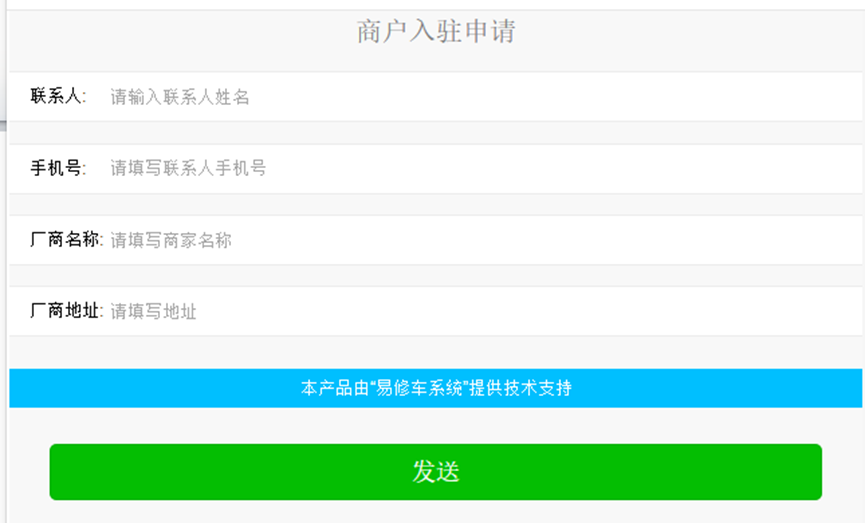 商户入驻申请
联系人: 请输入联系人姓名
手机号: 请填写联系人手机号
厂商名称: 请填写商家名称
厂商地址: 请填写地址
本产品由“易修车系统”提供技术支持
发送